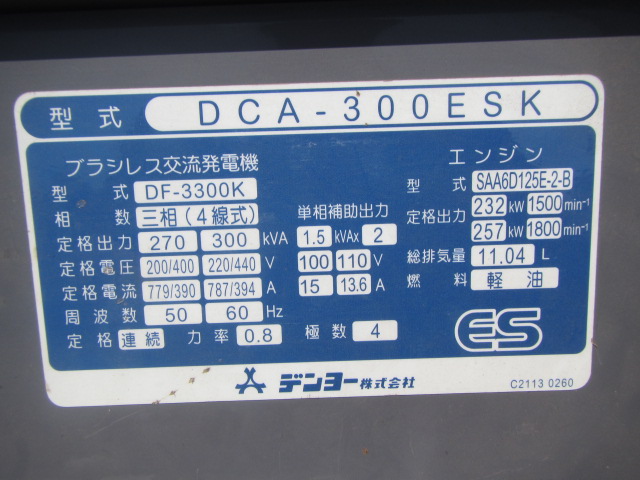 型式 DCA-300ESK
ブラシレス交流発電機
型式 DF-3300K
相数 三相(4線式)
定格出力 270 300 kVA
定格電圧 200/400 220/440 V
定格電流 779/390 787/394 A
周波数 50 60 Hz
定格 連続 力率 0.8 極数 4
単相補助出力
1.5 kVAx 2
100 110 V
15 13.6 A
エンジン
型式 SAA6D125E-2-B
定格出力 232 kW 1500 min⁻¹
257 kW 1800 min⁻¹
総排気量 11.04 L
燃料 軽油
ES
デンヨー株式会社
C2113 0260